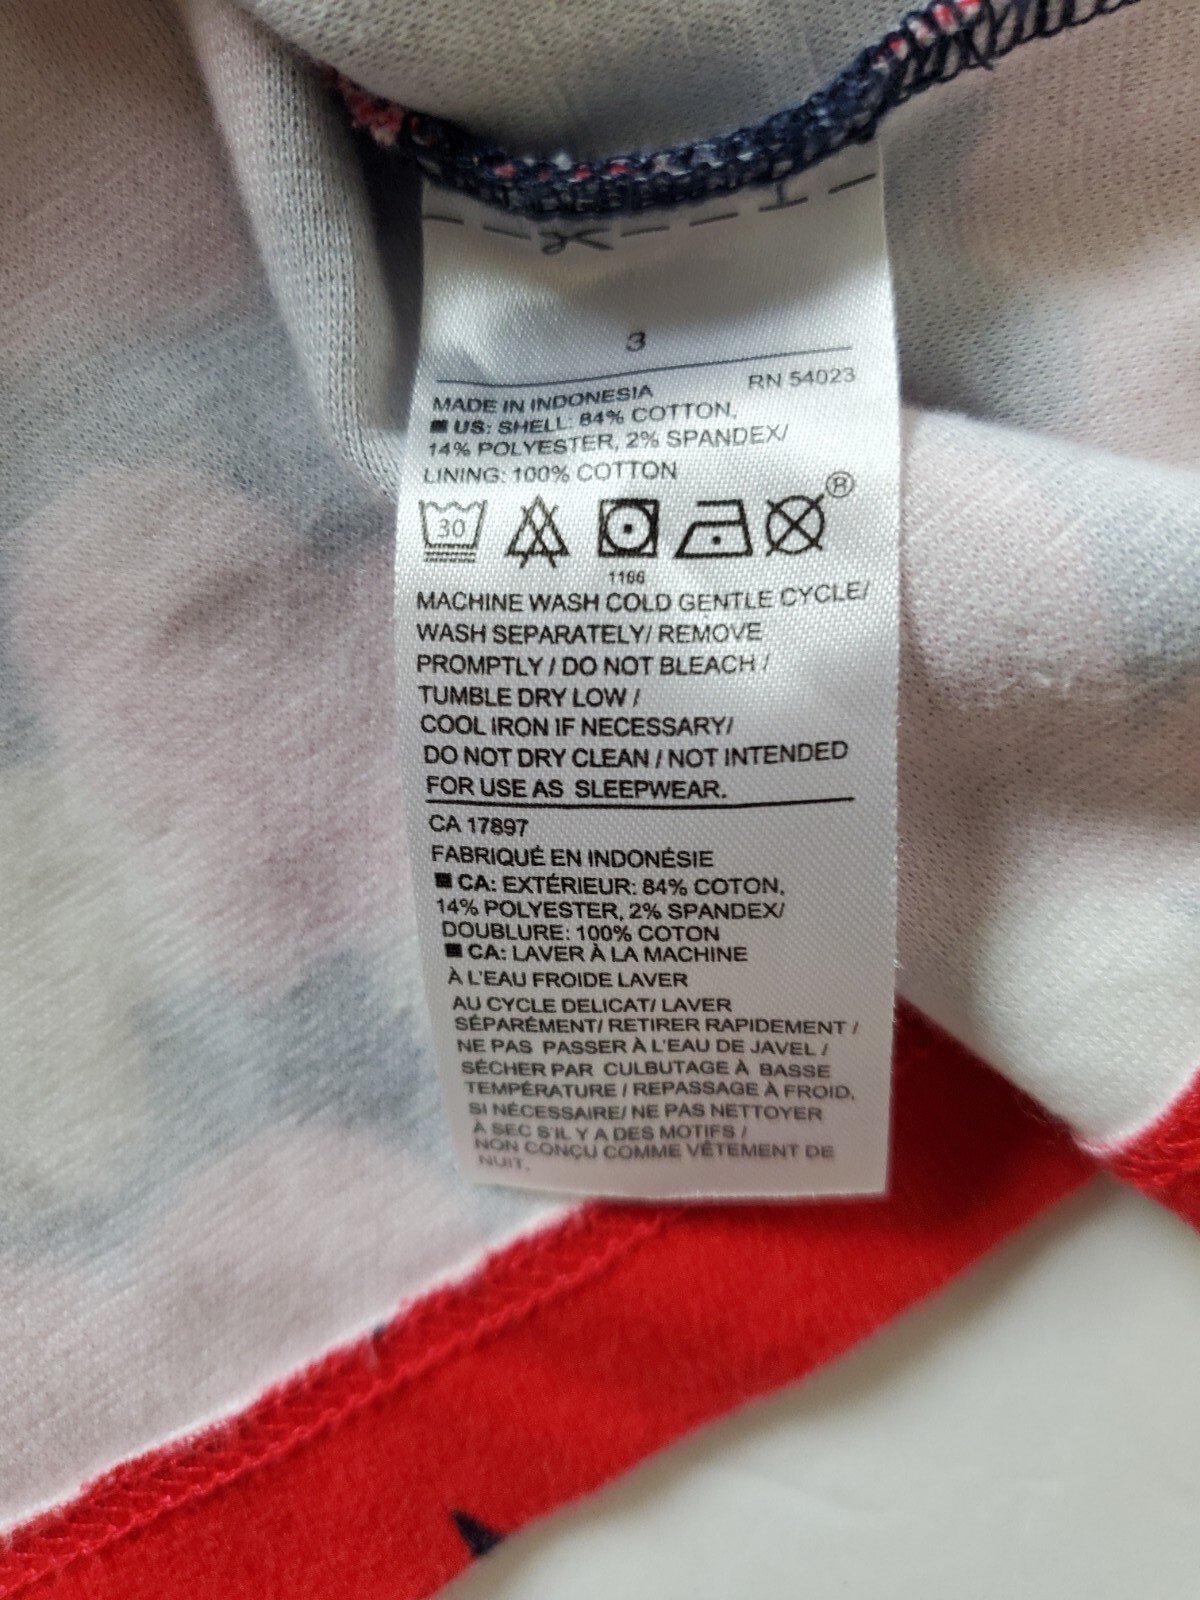 3
RN 54023
MADE IN INDONESIA
US: SHELL: 84% COTTON,
14% POLYESTER, 2% SPANDEX/
LINING: 100% COTTON
30
®
1166
MACHINE WASH COLD GENTLE CYCLE/
WASH SEPARATELY/ REMOVE
PROMPTLY / DO NOT BLEACH /
TUMBLE DRY LOW /
COOL IRON IF NECESSARY/
DO NOT DRY CLEAN / NOT INTENDED
FOR USE AS SLEEPWEAR.
CA 17897
FABRIQUÉ EN INDONÉSIE
CA: EXTÉRIEUR: 84% COTON,
14% POLYESTER, 2% SPANDEX/
DOUBLURE: 100% COTON
CA: LAVER À LA MACHINE
À L'EAU FROIDE LAVER
AU CYCLE DELICAT/ LAVER
SÉPARÉMENT/ RETIRER RAPIDEMENT /
NE PAS PASSER À L'EAU DE JAVEL /
SÉCHER PAR CULBUTAGE À BASSE
TEMPÉRATURE / REPASSAGE À FROID,
SI NÉCESSAIRE/ NE PAS NETTOYER
À SEC S'IL Y A DES MOTIFS /
NON CONÇU COMME VÊTEMENT DE
NUIT.